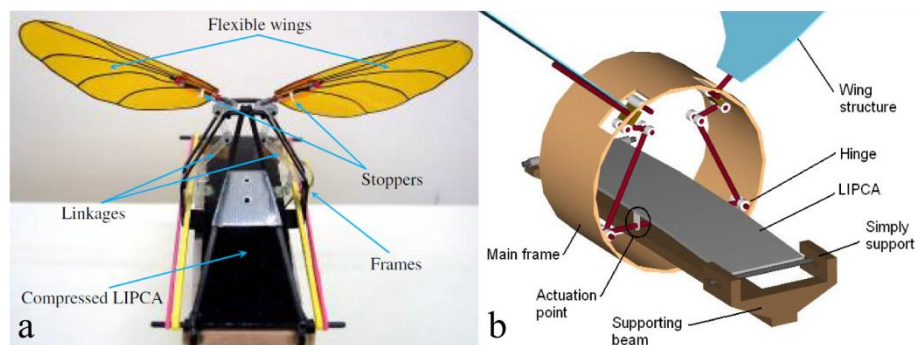 Flexible wings
Stoppers
Linkages
Frames
Compressed LIPCA
a
Wing
structure
Hinge
LIPCA
Simply
support
Main frame
Actuation
point
Supporting
beam
b